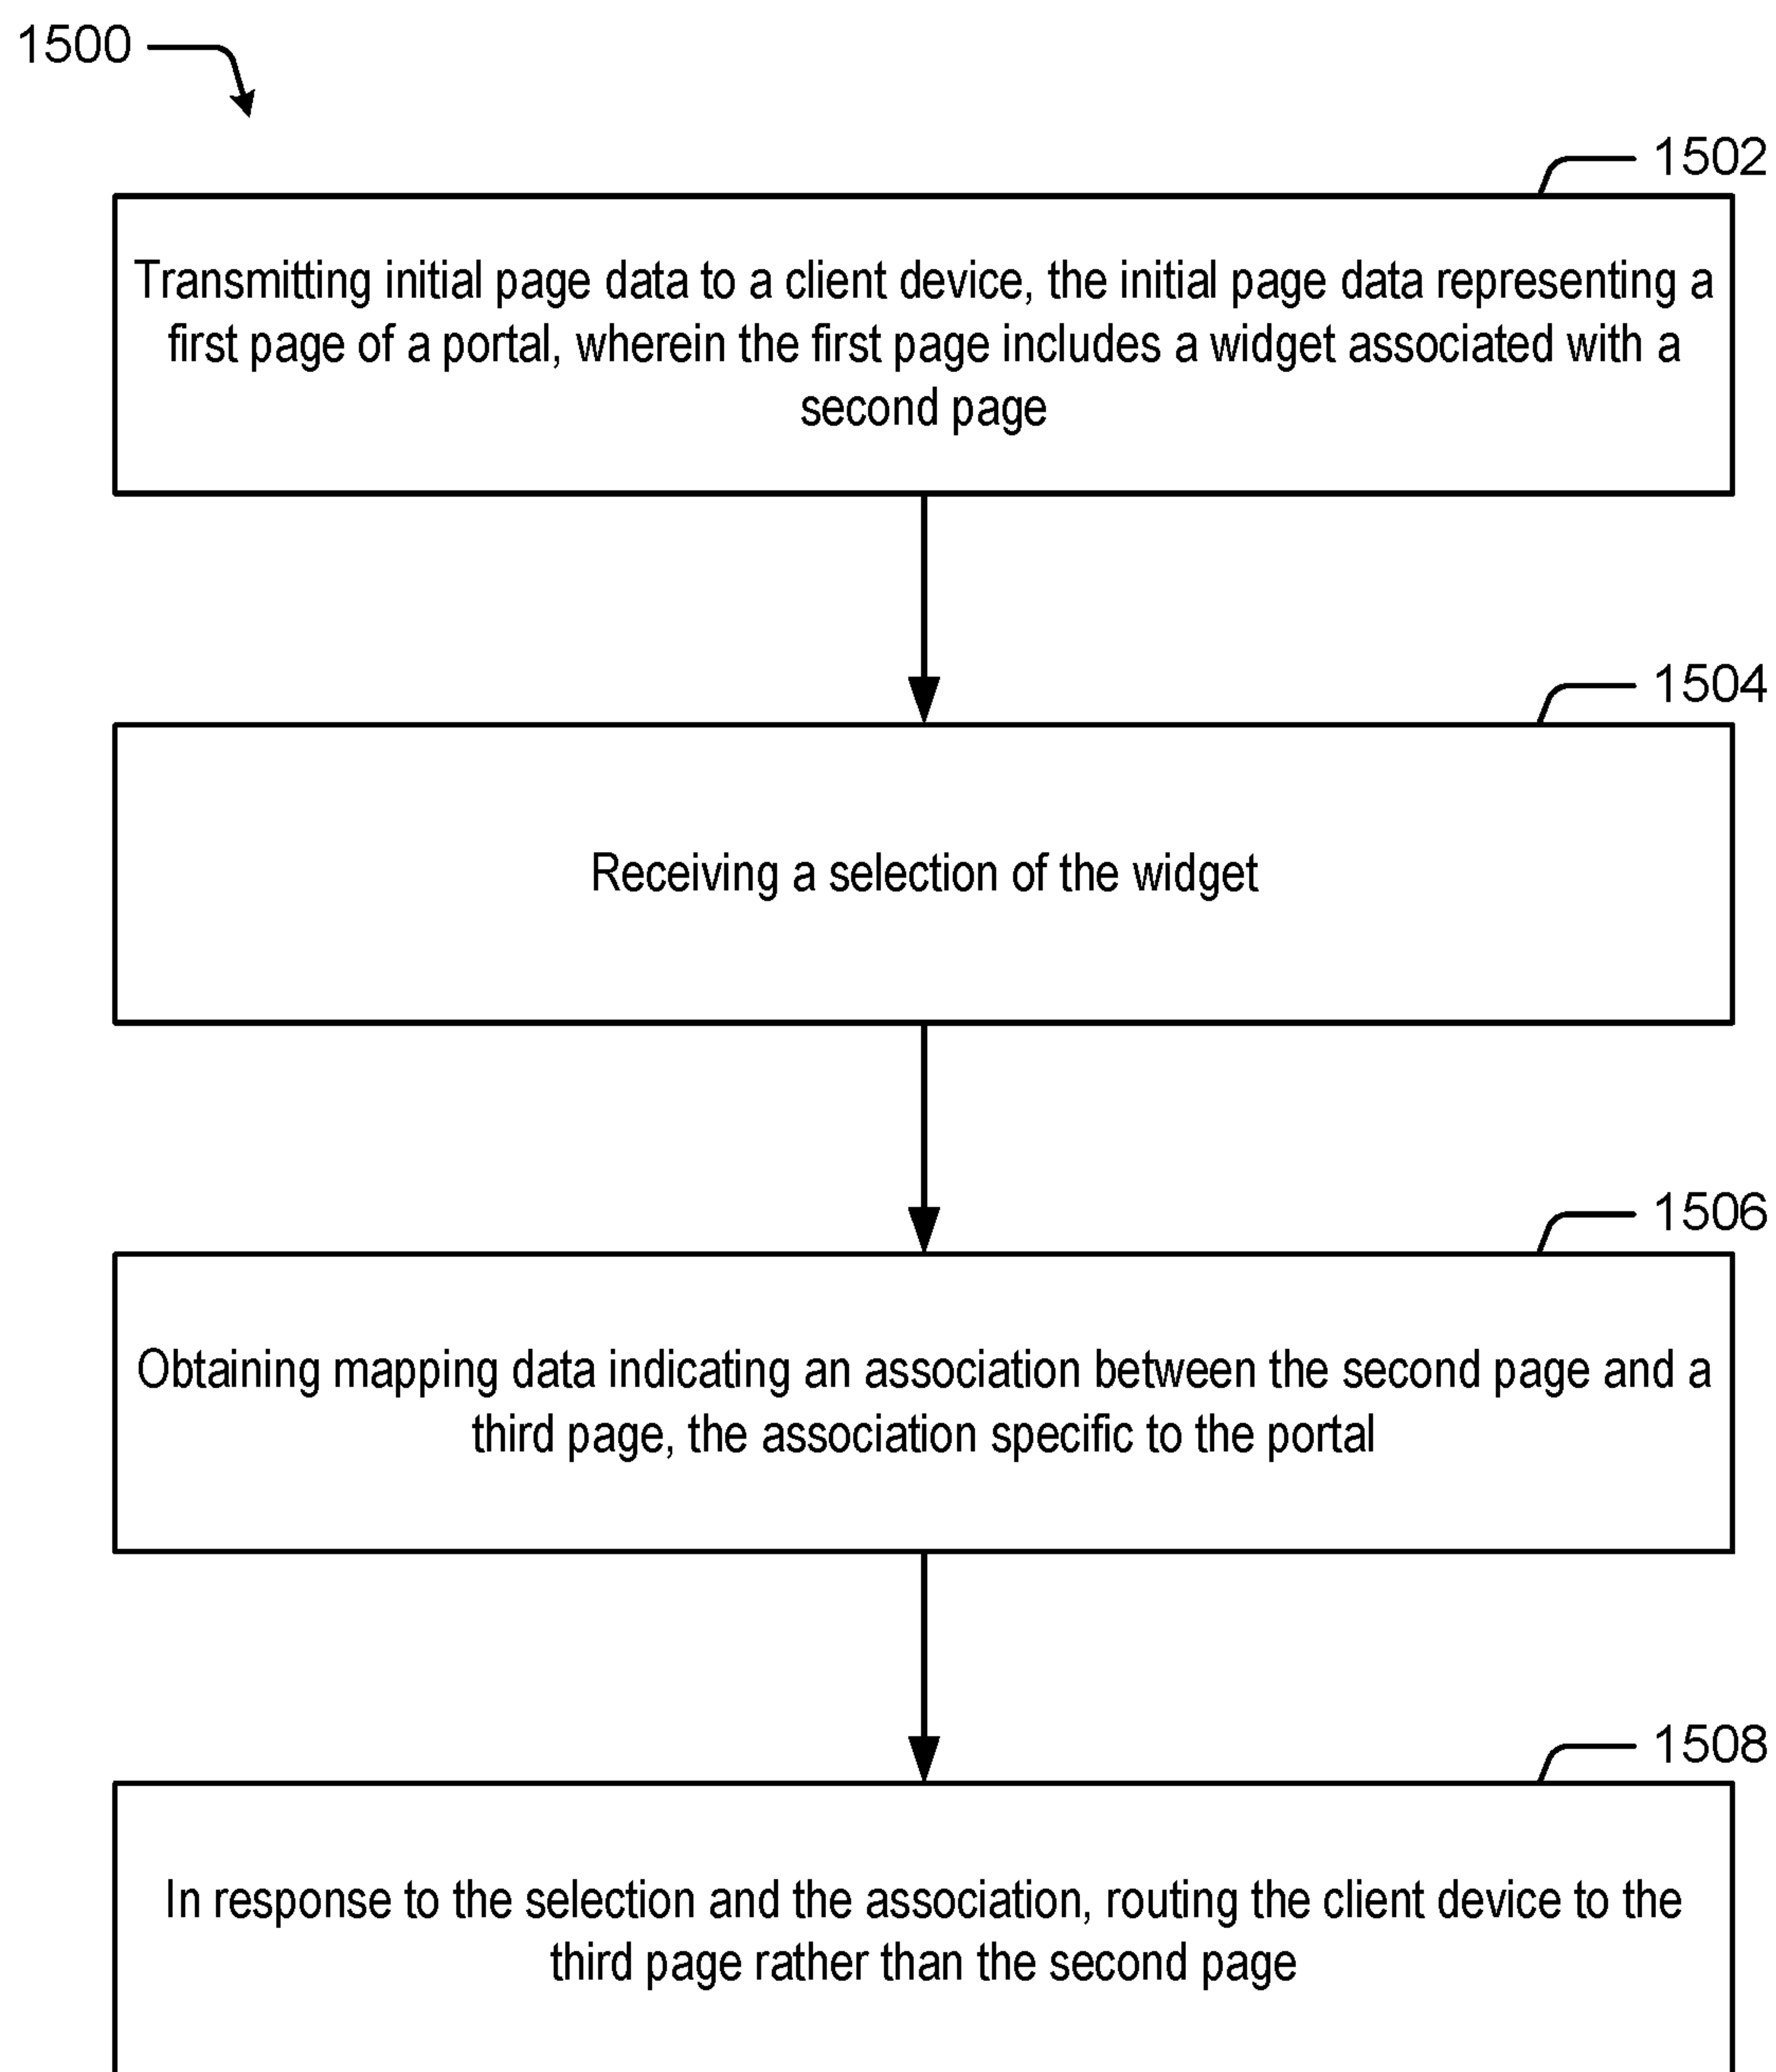 1500
1502
Transmitting initial page data to a client device, the initial page data representing a
first page of a portal, wherein the first page includes a widget associated with a
second page
1504
Receiving a selection of the widget
1506
Obtaining mapping data indicating an association between the second page and a
third page, the association specific to the portal
1508
In response to the selection and the association, routing the client device to the
third page rather than the second page